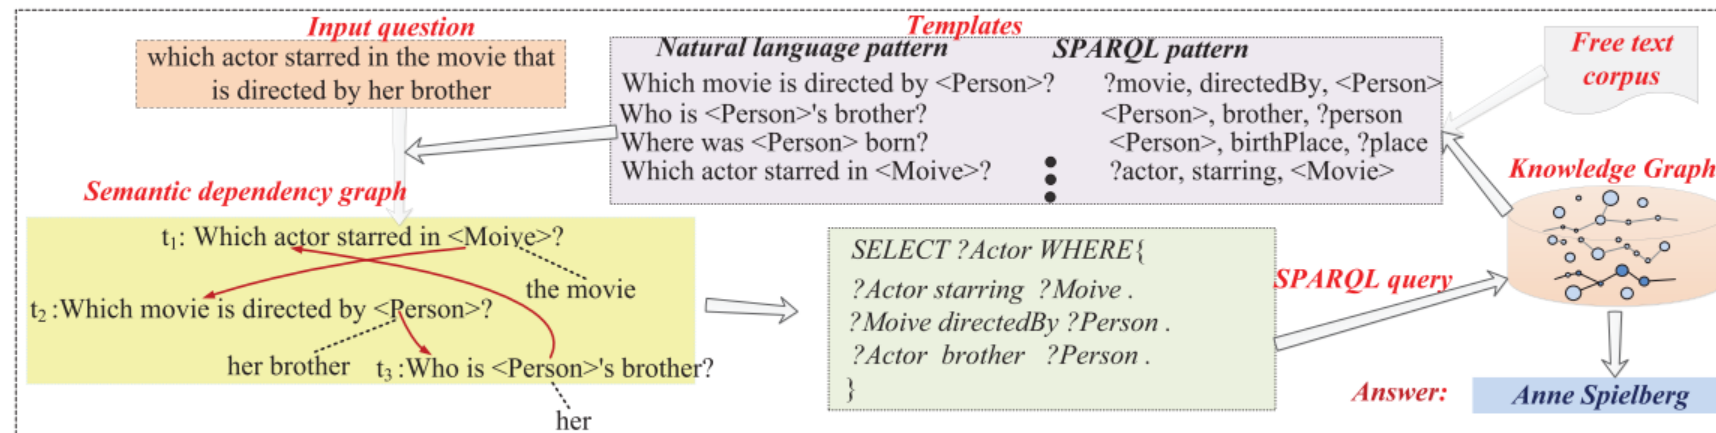 Input question
which actor starred in the movie that
is directed by her brother
Templates
Natural language pattern SPARQL pattern
Which movie is directed by <Person>? ?movie, directedBy, <Person>
Who is <Person>'s brother? <Person>, brother, ?person
Where was <Person> born? <Person>, birthPlace, ?place
Which actor starred in <Moive>? ?actor, starring, <Movie>
Free text
corpus
Knowledge Graph
Semantic dependency graph
t1: Which actor starred in <Moive>?
the movie
t2 :Which movie is directed by <Person>?
her brother
t3 :Who is <Person>'s brother?
her
SELECT ?Actor WHERE{
?Actor starring ?Moive .
?Moive directedBy ?Person .
?Actor brother ?Person .
}
SPARQL query
Answer:
Anne Spielberg